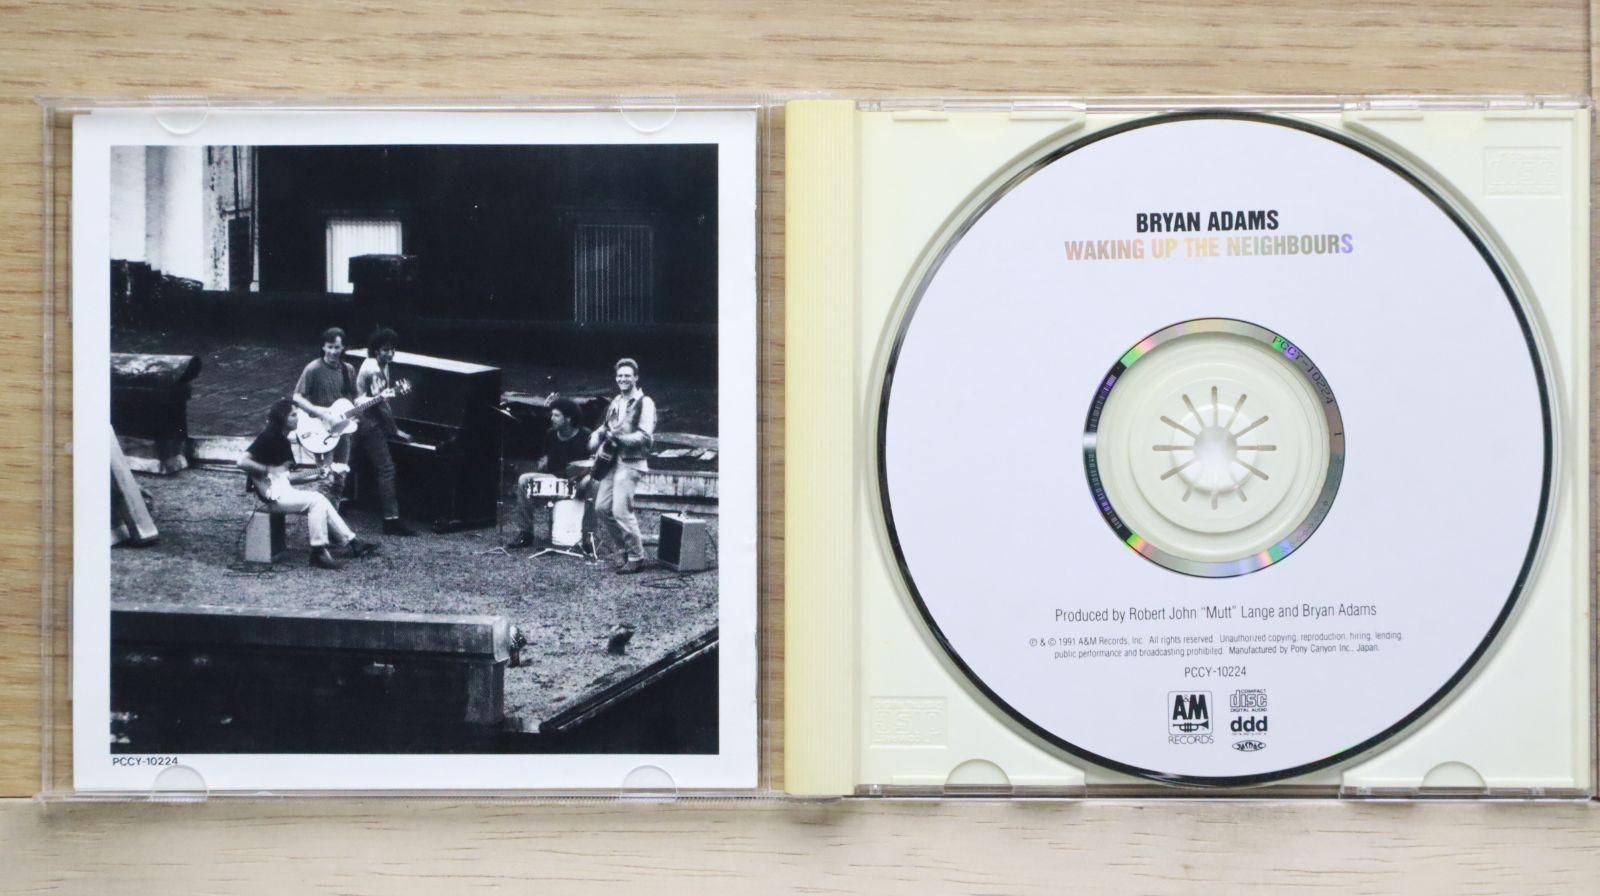 PCCY-10224
BRYAN ADAMS
WAKING UP THE NEIGHBOURS
PCCY-10224 1
Produced by Robert John "Mutt" Lange and Bryan Adams
℗ & © 1991 A&M Records, Inc. All rights reserved. Unauthorized copying, reproduction, hiring, lending,
public performance and broadcasting prohibited. Manufactured by Pony Canyon Inc., Japan.
PCCY-10224
A&M
RECORDS
COMPACT
disc
DIGITAL AUDIO
ddd
JASRAC